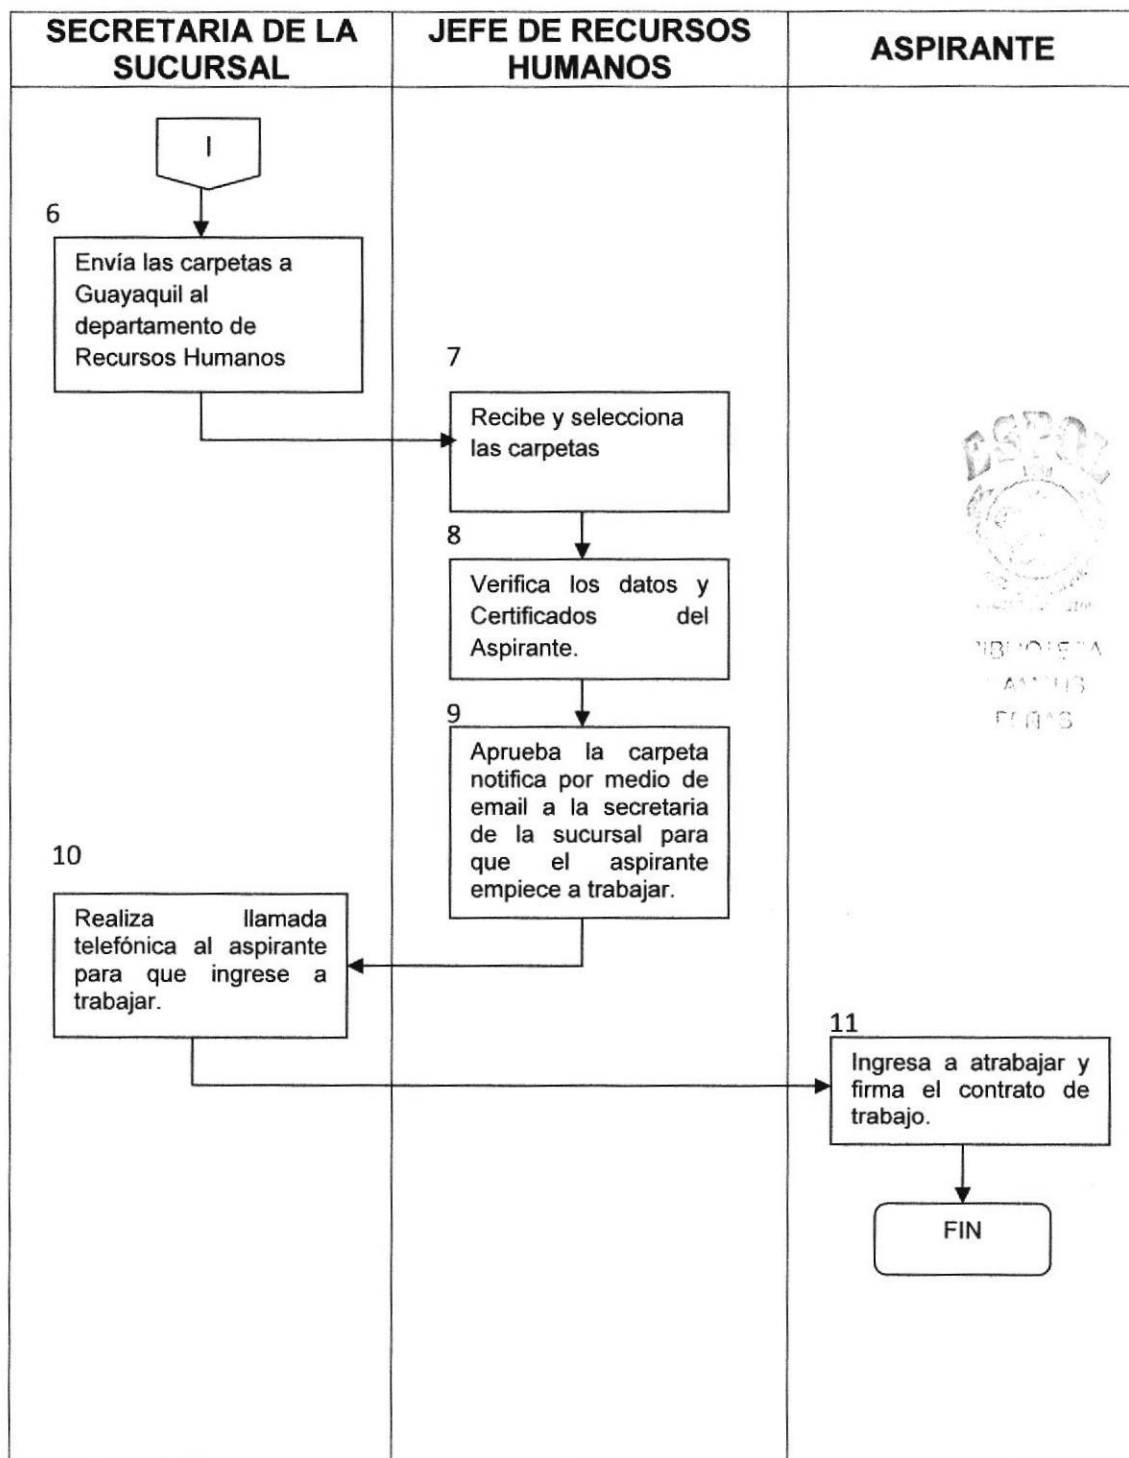 SECRETARIA DE LA
SUCURSAL
JEFE DE RECURSOS
HUMANOS
ASPIRANTE
I
6
Envía las carpetas a
Guayaquil al
departamento de
Recursos Humanos
7
Recibe y selecciona
las carpetas
ESPOL
8
Verifica los datos y
Certificados del
Aspirante.
9
Aprueba la carpeta
notifica por medio de
email a la secretaria
de la sucursal para
que el aspirante
empiece a trabajar.
10
Realiza llamada
telefónica al aspirante
para que ingrese a
trabajar.
11
Ingresa a atrabajar y
firma el contrato de
trabajo.
FIN